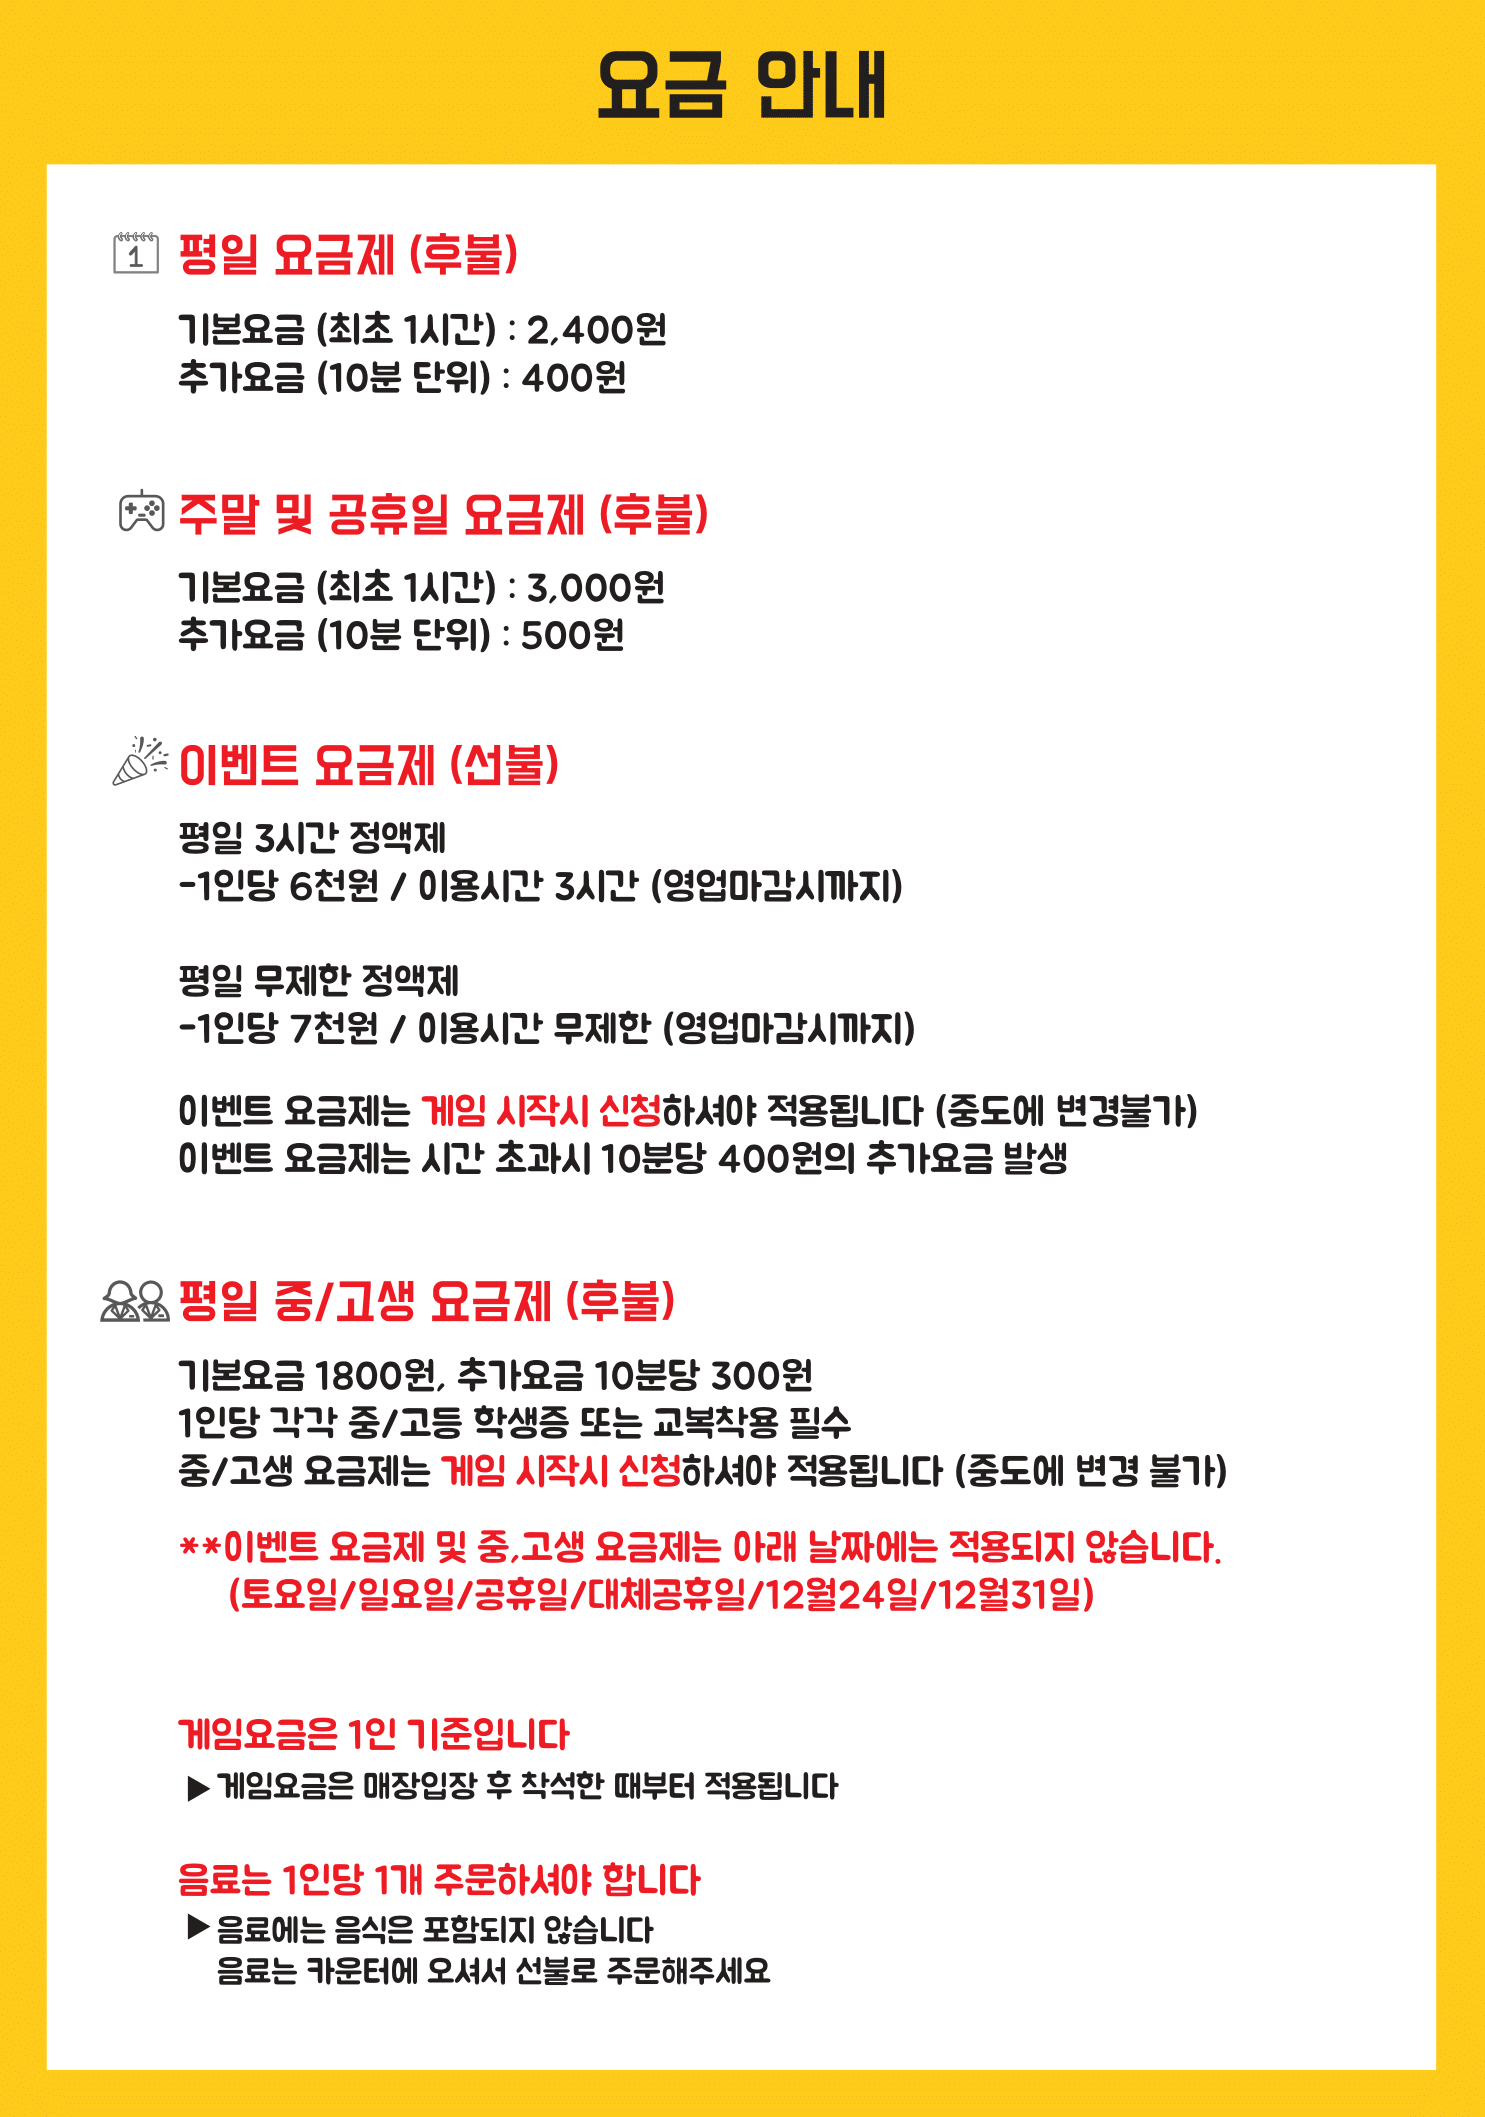 요금 안내
1
평일 요금제 (후불)
기본요금 (최초 1시간) : 2,400원
추가요금 (10분 단위) : 400원
주말 및 공휴일 요금제 (후불)
기본요금 (최초 1시간) : 3,000원
추가요금 (10분 단위) : 500원
이벤트 요금제 (선불)
평일 3시간 정액제
-1인당 6천원 / 이용시간 3시간 (영업마감시까지)
평일 무제한 정액제
-1인당 7천원 / 이용시간 무제한 (영업마감시까지)
이벤트 요금제는 게임 시작시 신청하셔야 적용됩니다 (중도에 변경불가)
이벤트 요금제는 시간 초과시 10분당 400원의 추가요금 발생
평일 중/고생 요금제 (후불)
기본요금 1800원, 추가요금 10분당 300원
1인당 각각 중/고등 학생증 또는 교복착용 필수
중/고생 요금제는 게임 시작시 신청하셔야 적용됩니다 (중도에 변경 불가)
**이벤트 요금제 및 중,고생 요금제는 아래 날짜에는 적용되지 않습니다.
(토요일/일요일/공휴일/대체공휴일/12월24일/12월31일)
게임요금은 1인 기준입니다
▶게임요금은 매장입장 후 착석한 때부터 적용됩니다
음료는 1인당 1개 주문하셔야 합니다
▶음료에는 음식은 포함되지 않습니다
음료는 카운터에 오셔서 선불로 주문해주세요